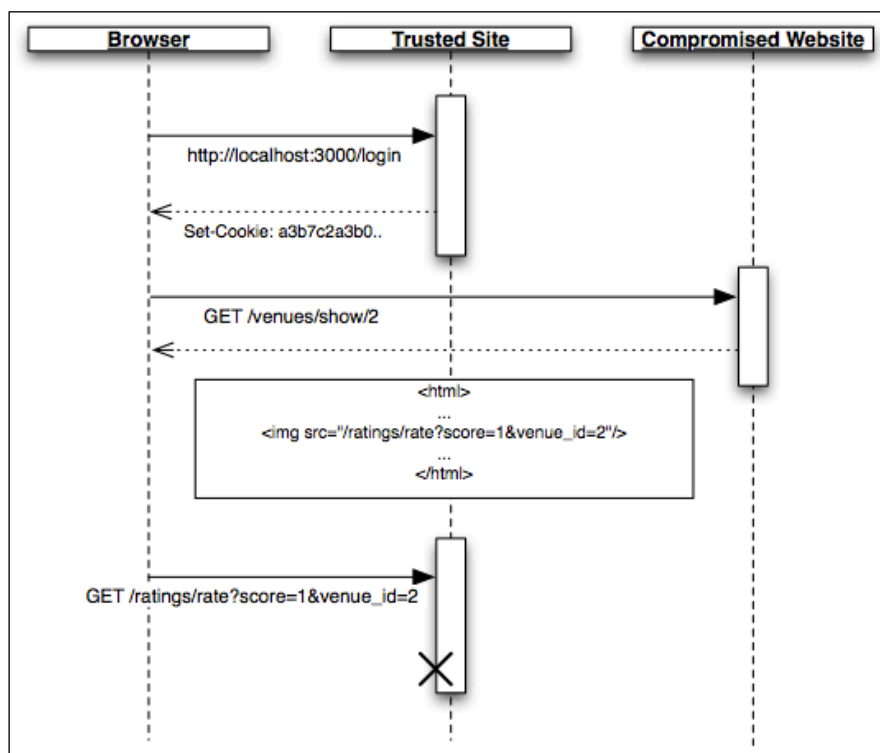 Browser
Trusted Site
Compromised Website
http://localhost:3000/login
Set-Cookie: a3b7c2a3b0..
GET /venues/show/2
<html>
...
<img src="/ratings/rate?score=1&venue_id=2"/>
...
</html>
GET /ratings/rate?score=1&venue_id=2